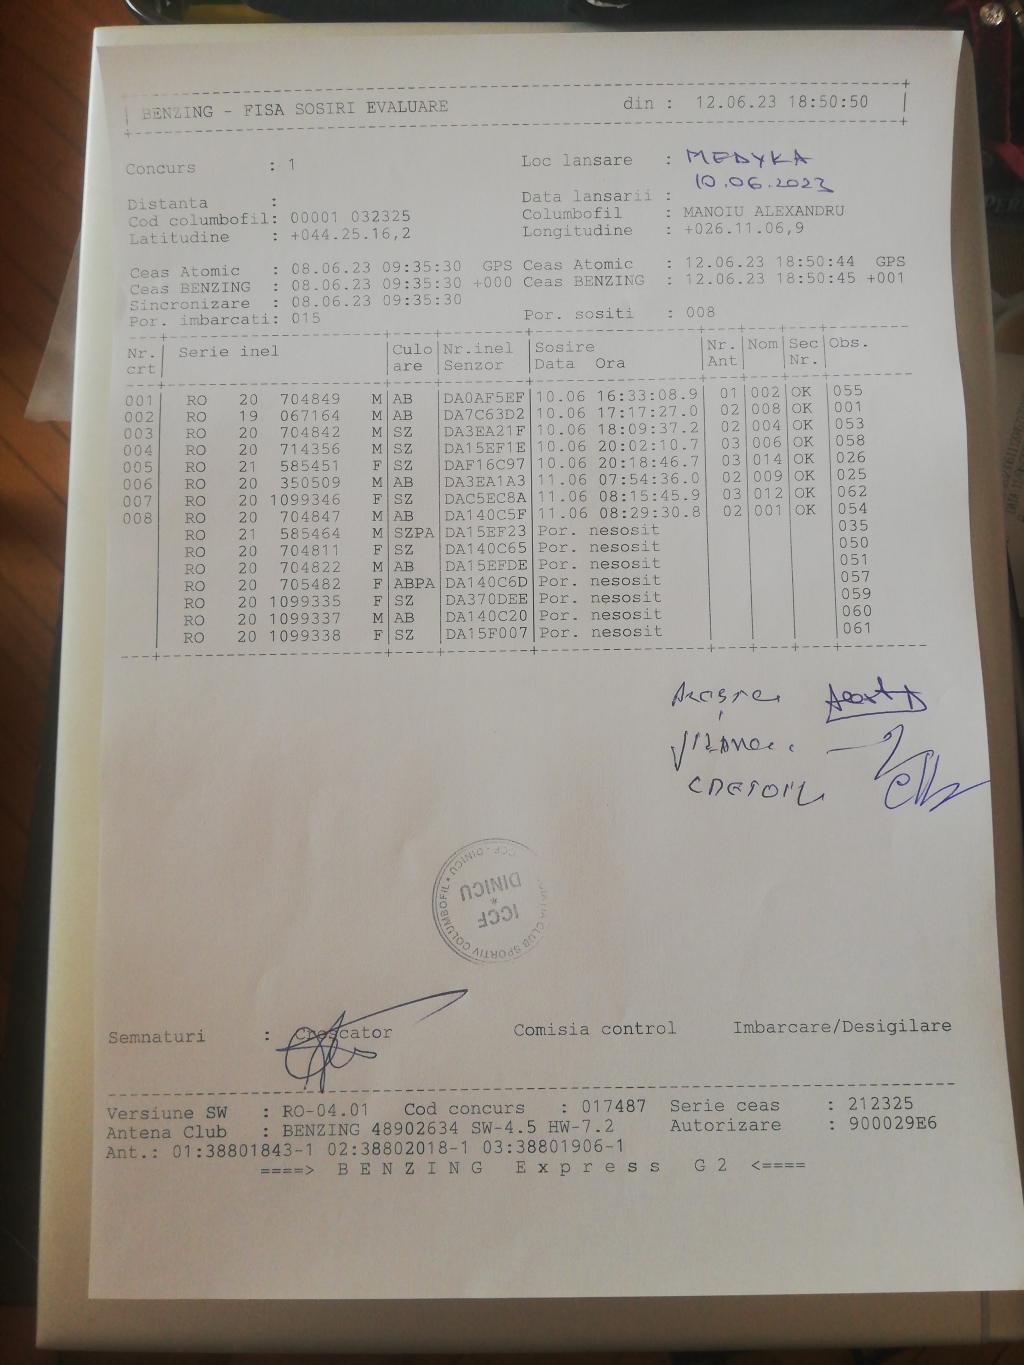 BENZING - FISA SOSIRI EVALUARE din : 12.06.23 18:50:50
Concurs : 1 Loc lansare : MEDYKA
10.06.2023
Distanta : Data lansarii :
Cod columbofil: 00001 032325 Columbofil : MANOIU ALEXANDRU
Latitudine : +044.25.16,2 Longitudine : +026.11.06,9
Ceas Atomic : 08.06.23 09:35:30 GPS Ceas Atomic : 12.06.23 18:50:44 GPS
Ceas BENZING : 08.06.23 09:35:30 +000 Ceas BENZING : 12.06.23 18:50:45 +001
Sincronizare : 08.06.23 09:35:30
Por. imbarcati: 015 Por. sositi : 008
Nr. Serie inel Culo Nr.inel Sosire Nr. Nom Sec Obs.
crt are Senzor Data Ora Ant Nr.
001 RO 20 704849 M AB DA0AF5EF 10.06 16:33:08.9 01 002 OK 055
002 RO 19 067164 M AB DA7C63D2 10.06 17:17:27.0 02 008 OK 001
003 RO 20 704842 M SZ DA3EA21F 10.06 18:09:37.2 02 004 OK 053
004 RO 20 714356 M SZ DA15EF1E 10.06 20:02:10.7 03 006 OK 058
005 RO 21 585451 F SZ DAF16C97 10.06 20:18:46.7 03 014 OK 026
006 RO 20 350509 M AB DA3EA1A3 11.06 07:54:36.0 02 009 OK 025
007 RO 20 1099346 F SZ DAC5EC8A 11.06 08:15:45.9 03 012 OK 062
008 RO 20 704847 M AB DA140C5F 11.06 08:29:30.8 02 001 OK 054
RO 21 585464 M SZPA DA15EF23 Por. nesosit 035
RO 20 704811 F SZ DA140C65 Por. nesosit 050
RO 20 704822 M AB DA15EFDE Por. nesosit 051
RO 20 705482 F ABPA DA140C6D Por. nesosit 057
RO 20 1099335 F SZ DA370DEE Por. nesosit 059
RO 20 1099337 M AB DA140C20 Por. nesosit 060
RO 20 1099338 F SZ DA15F007 Por. nesosit 061
CLUB SPORTIV COLUMBOFIL
ICCF
*
DINICU
Semnaturi : Crescator Comisia control Imbarcare/Desigilare
Versiune SW : RO-04.01 Cod concurs : 017487 Serie ceas : 212325
Antena Club : BENZING 48902634 SW-4.5 HW-7.2 Autorizare : 900029E6
Ant.: 01:38801843-1 02:38802018-1 03:38801906-1
====> B E N Z I N G E x p r e s s G 2 <====